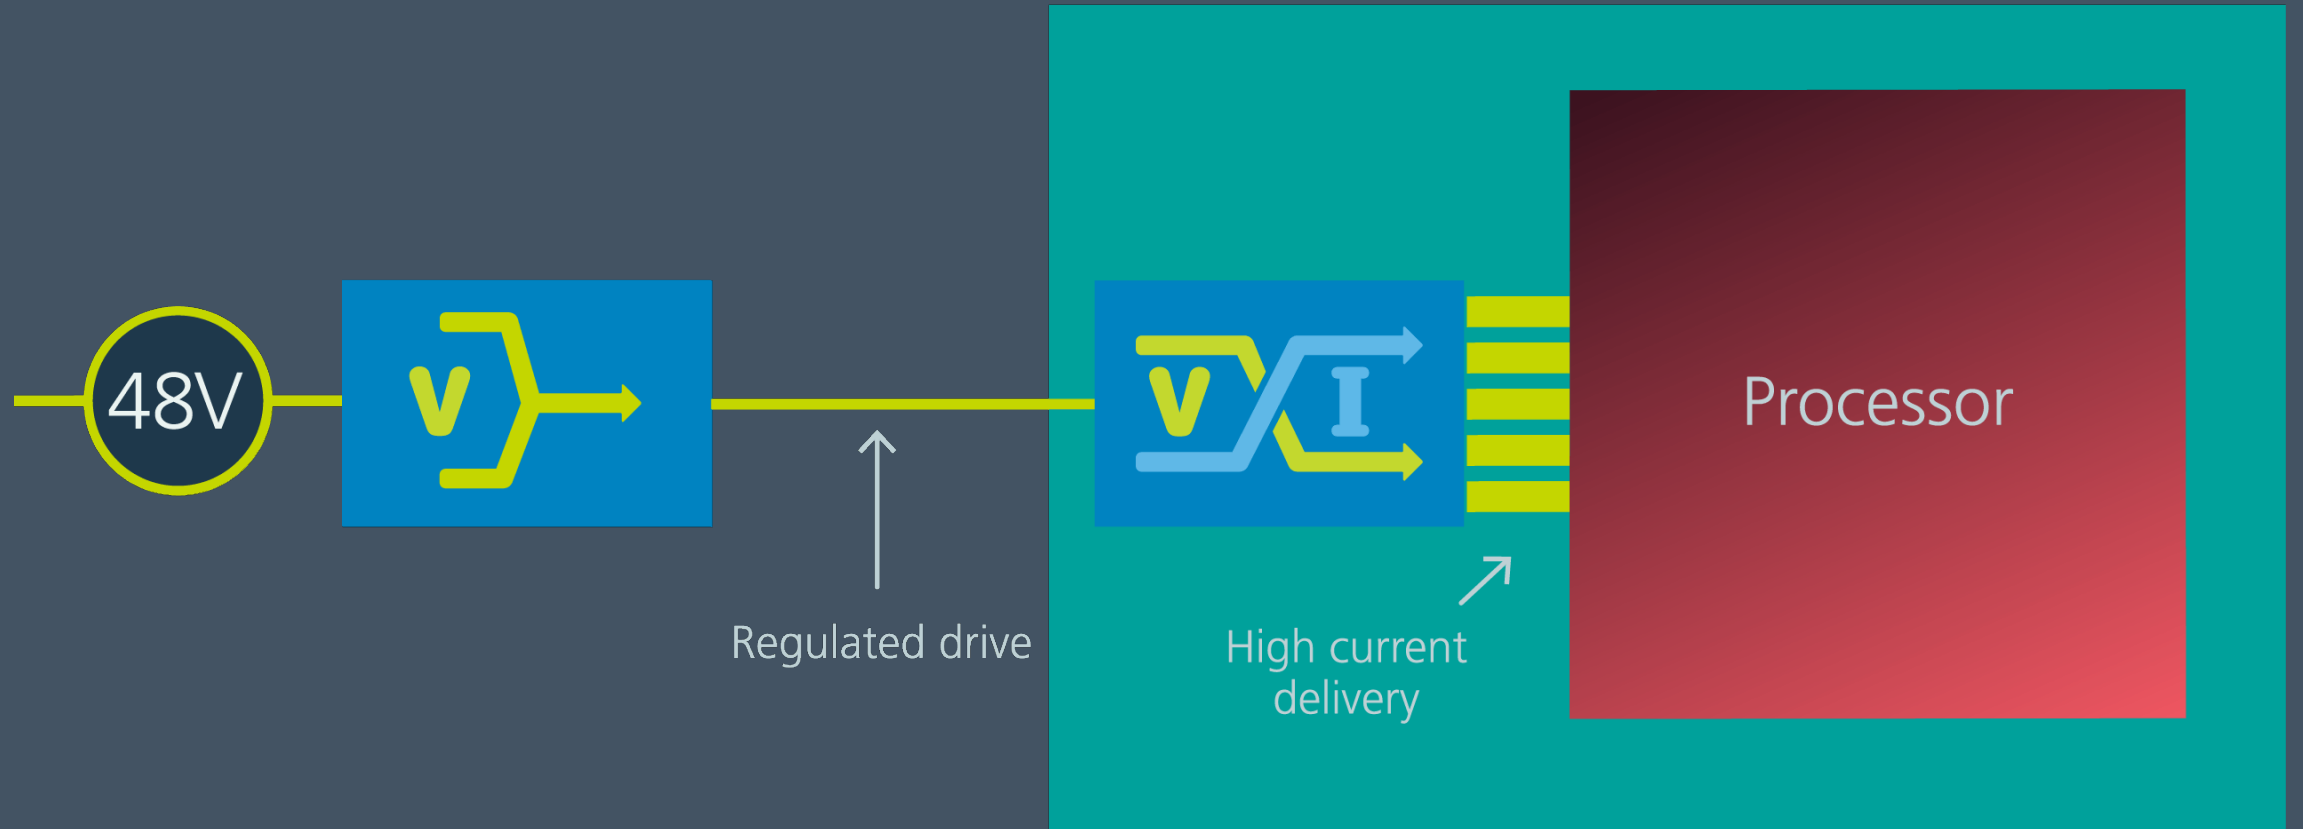 48V
V
V
I
Processor
Regulated drive
High current
delivery